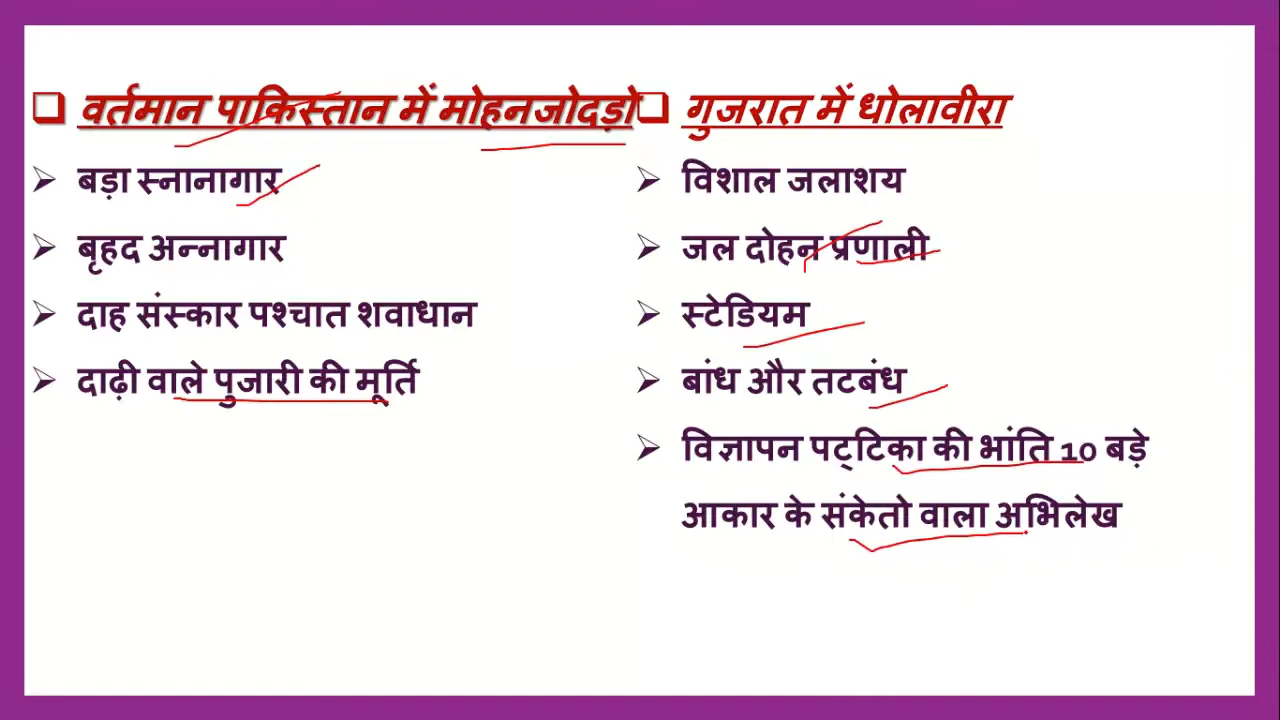 वर्तमान पाकिस्तान में मोहनजोदड़ो
बड़ा स्नानागार
बृहद अन्नागार
दाह संस्कार पश्चात शवाधान
दाढ़ी वाले पुजारी की मूर्ति
गुजरात में धोलावीरा
विशाल जलाशय
जल दोहन प्रणाली
स्टेडियम
बांध और तटबंध
विज्ञापन पट्टिका की भांति 10 बड़े
आकार के संकेतो वाला अभिलेख